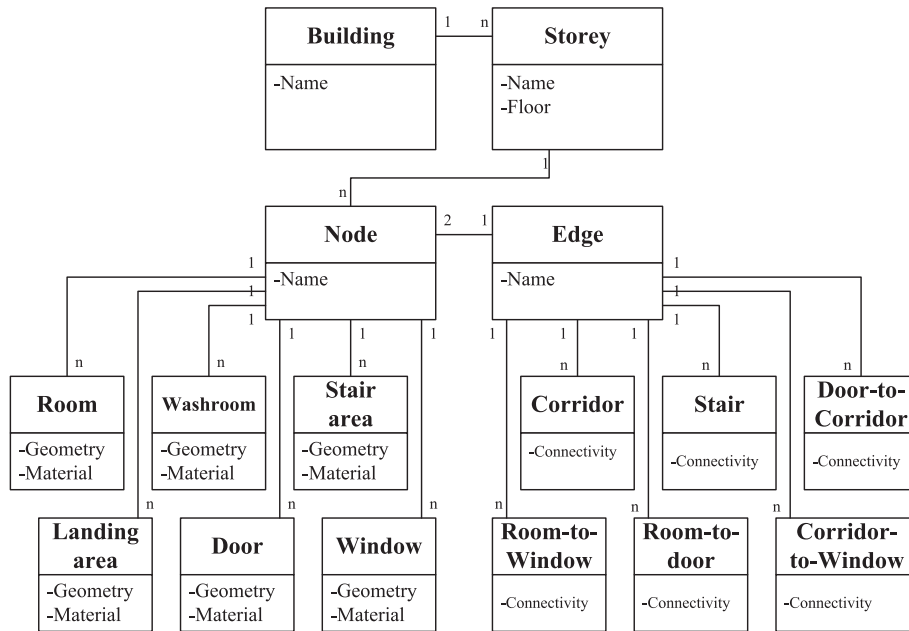 Building
1
n
Storey
-Name
-Name
-Floor
1
n
Node
2
1
Edge
-Name
-Name
1
1
1
1
1
1
1
1
1
1
1
1
n
n
n
n
n
n
Room
Washroom
Stair
area
Corridor
Stair
Door-to-
Corridor
-Geometry
-Material
-Geometry
-Material
-Geometry
-Material
-Connectivity
-Connectivity
-Connectivity
n
n
n
n
n
n
Landing
area
Door
Window
Room-to-
Window
Room-to-
door
Corridor-
to-Window
-Geometry
-Material
-Geometry
-Material
-Geometry
-Material
-Connectivity
-Connectivity
-Connectivity